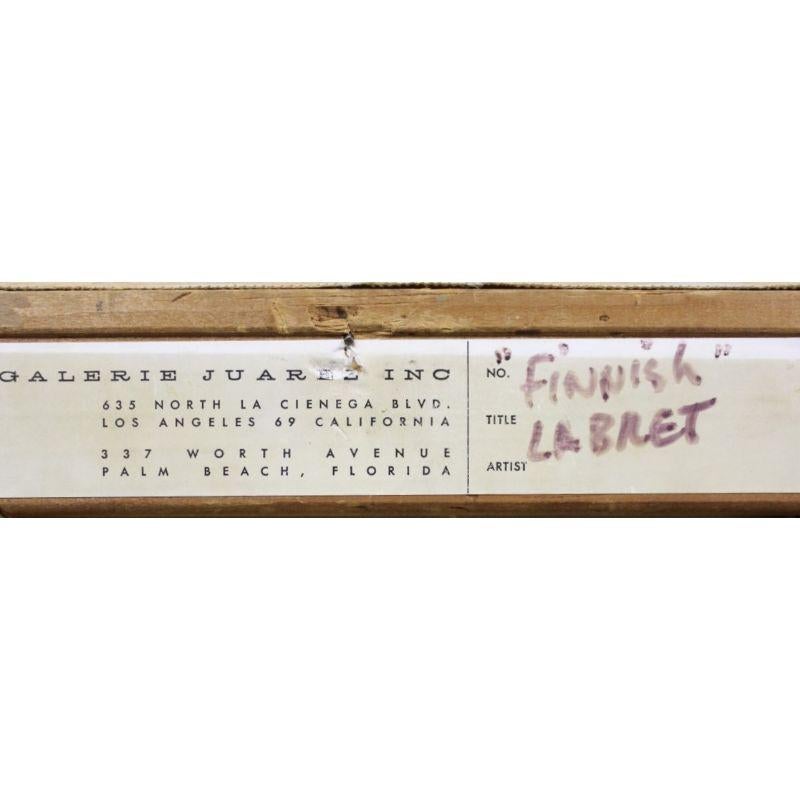 GALERIE JUAREZ INC
635 NORTH LA CIENEGA BLVD.
LOS ANGELES 69 CALIFORNIA
337 WORTH AVENUE
PALM BEACH, FLORIDA
NO. "Finnish"
TITLE LABRET
ARTIST